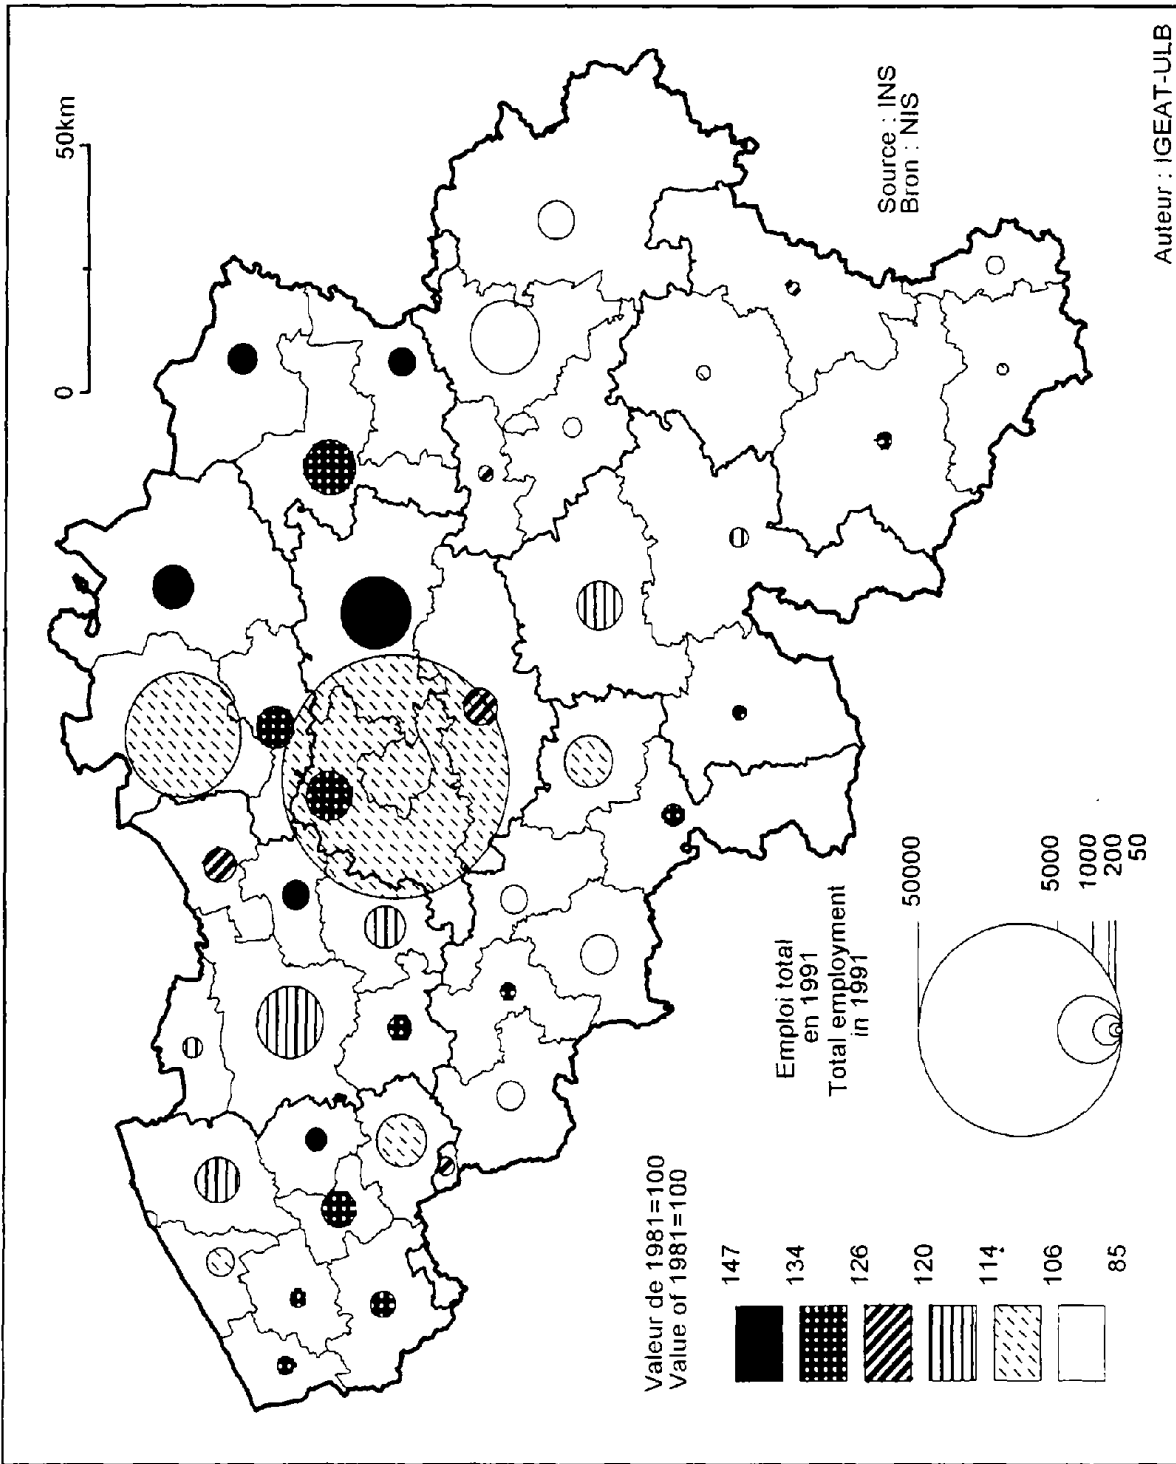 0
50km
Source : INS
Bron : NIS
Auteur : IGEAT-ULB
Valeur de 1981=100
Value of 1981=100
147
134
126
120
114
106
85
Emploi total
en 1991
Total employment
in 1991
50000
5000
1000
200
50